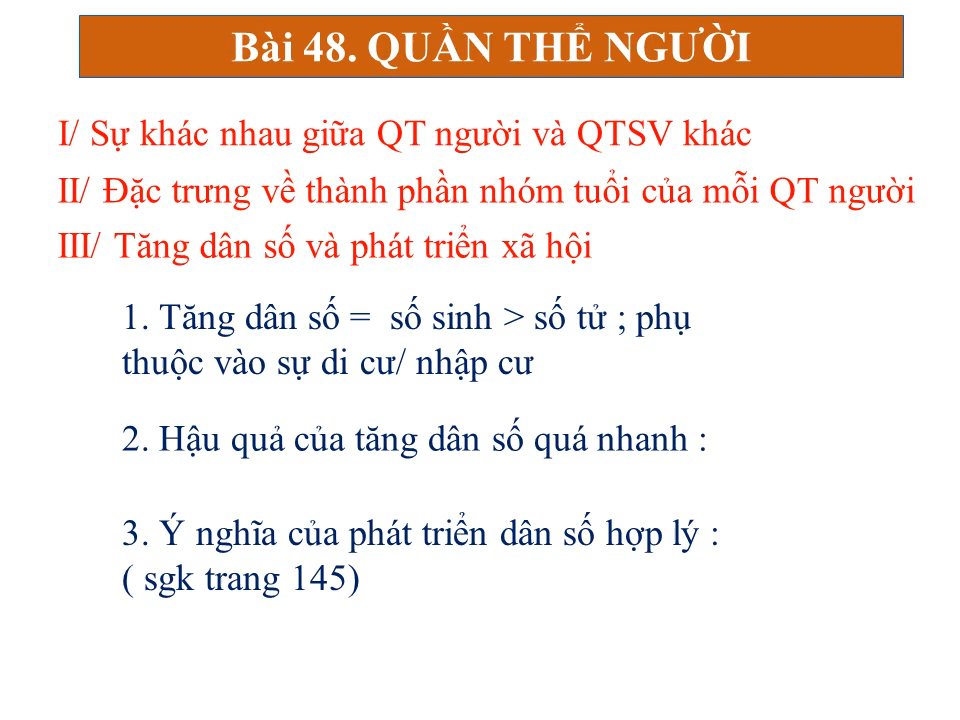 Bài 48. QUẦN THỂ NGƯỜI
I/ Sự khác nhau giữa QT người và QTSV khác
II/ Đặc trưng về thành phần nhóm tuổi của mỗi QT người
III/ Tăng dân số và phát triển xã hội
1. Tăng dân số = số sinh > số tử ; phụ
thuộc vào sự di cư/ nhập cư
2. Hậu quả của tăng dân số quá nhanh :
3. Ý nghĩa của phát triển dân số hợp lý :
( sgk trang 145)